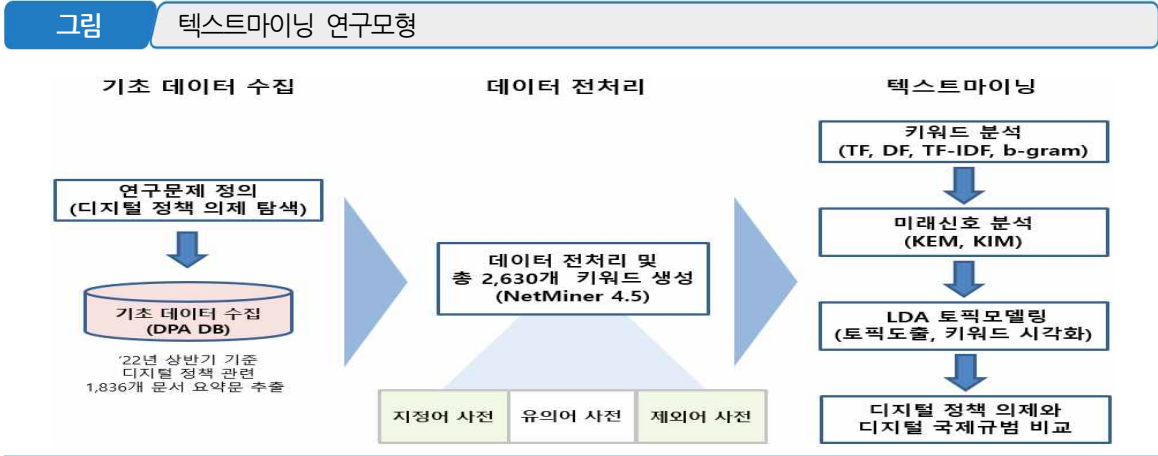 그림 텍스트마이닝 연구모형
기초 데이터 수집
연구문제 정의
(디지털 정책 의제 탐색)
기초 데이터 수집
(DPA DB)
'22년 상반기 기준
디지털 정책 관련
1,836개 문서 요약문 추출
데이터 전처리
데이터 전처리 및
총 2,630개 키워드 생성
(NetMiner 4.5)
지정어 사전
유의어 사전
제외어 사전
텍스트마이닝
키워드 분석
(TF, DF, TF-IDF, b-gram)
미래신호 분석
(KEM, KIM)
LDA 토픽모델링
(토픽도출, 키워드 시각화)
디지털 정책 의제와
디지털 국제규범 비교